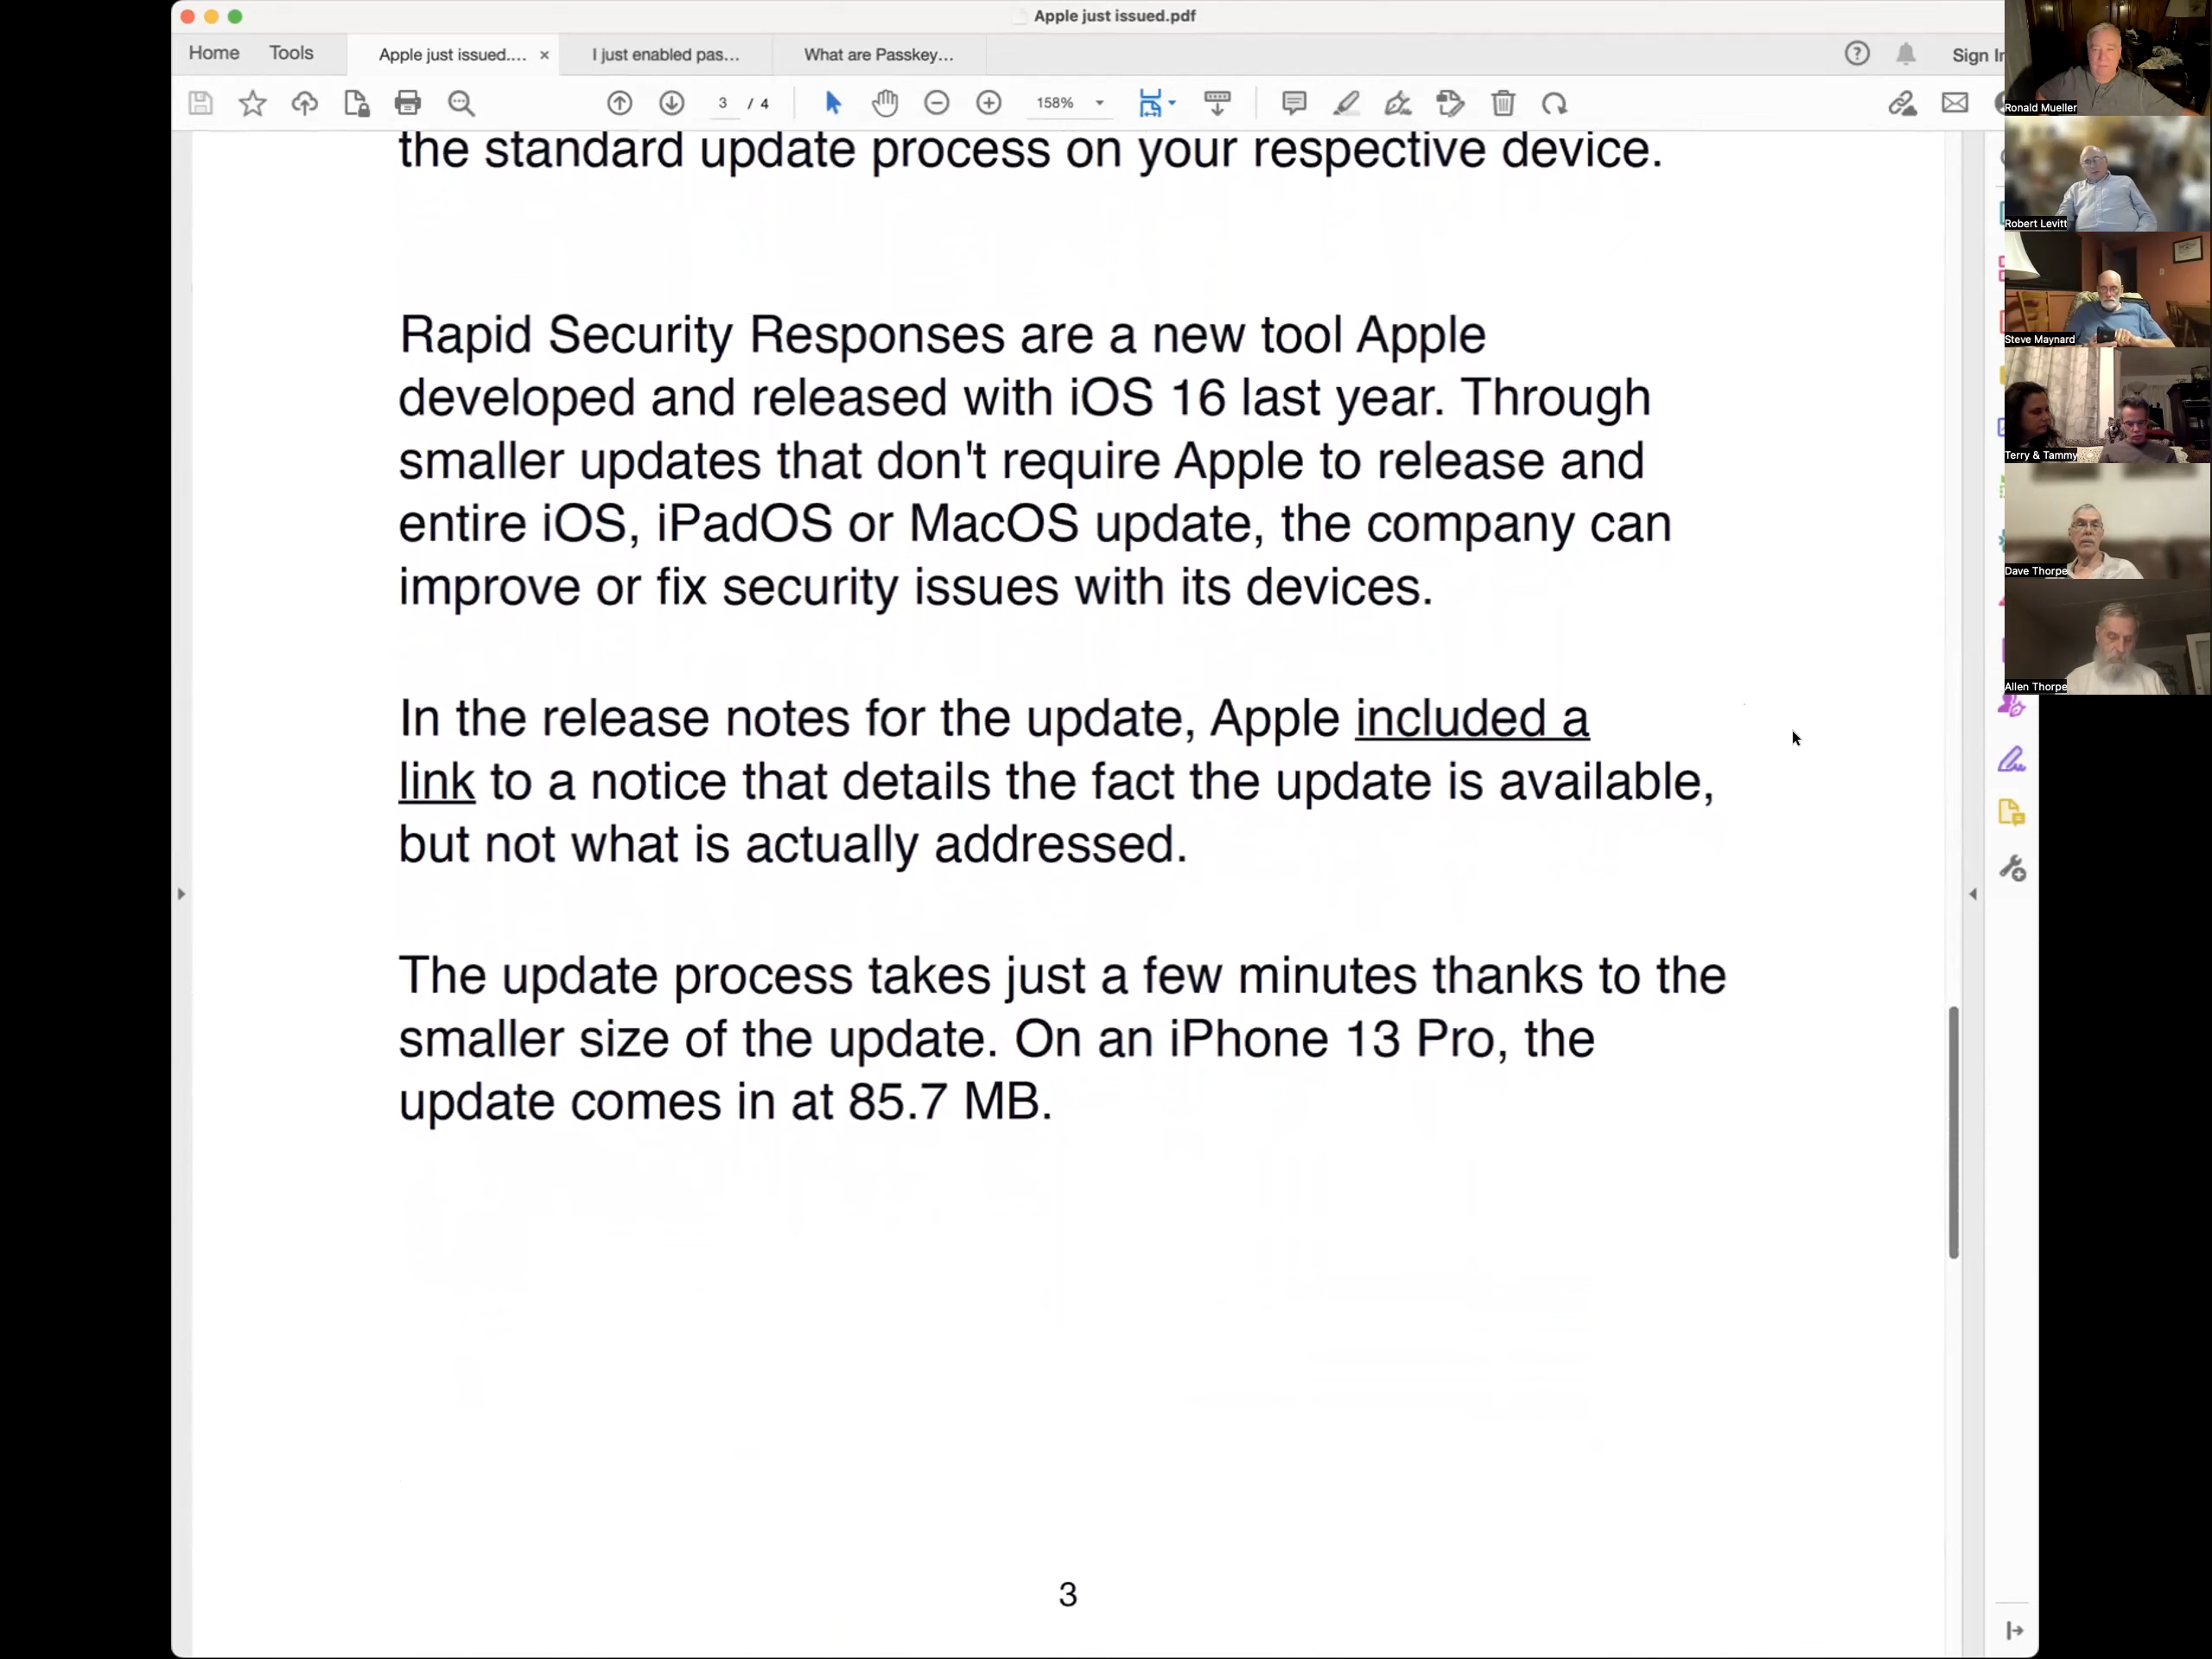 Apple just issued.pdf
Home
Tools
Apple just issued....
I just enabled pas...
What are Passkey...
Sign In
3 / 4
158%
the standard update process on your respective device.
Rapid Security Responses are a new tool Apple
developed and released with iOS 16 last year. Through
smaller updates that don't require Apple to release and
entire iOS, iPadOS or MacOS update, the company can
improve or fix security issues with its devices.
In the release notes for the update, Apple included a
link to a notice that details the fact the update is available,
but not what is actually addressed.
The update process takes just a few minutes thanks to the
smaller size of the update. On an iPhone 13 Pro, the
update comes in at 85.7 MB.
3
Ronald Mueller
Robert Levitt
Steve Maynard
Terry & Tammy
Dave Thorpe
Allen Thorpe